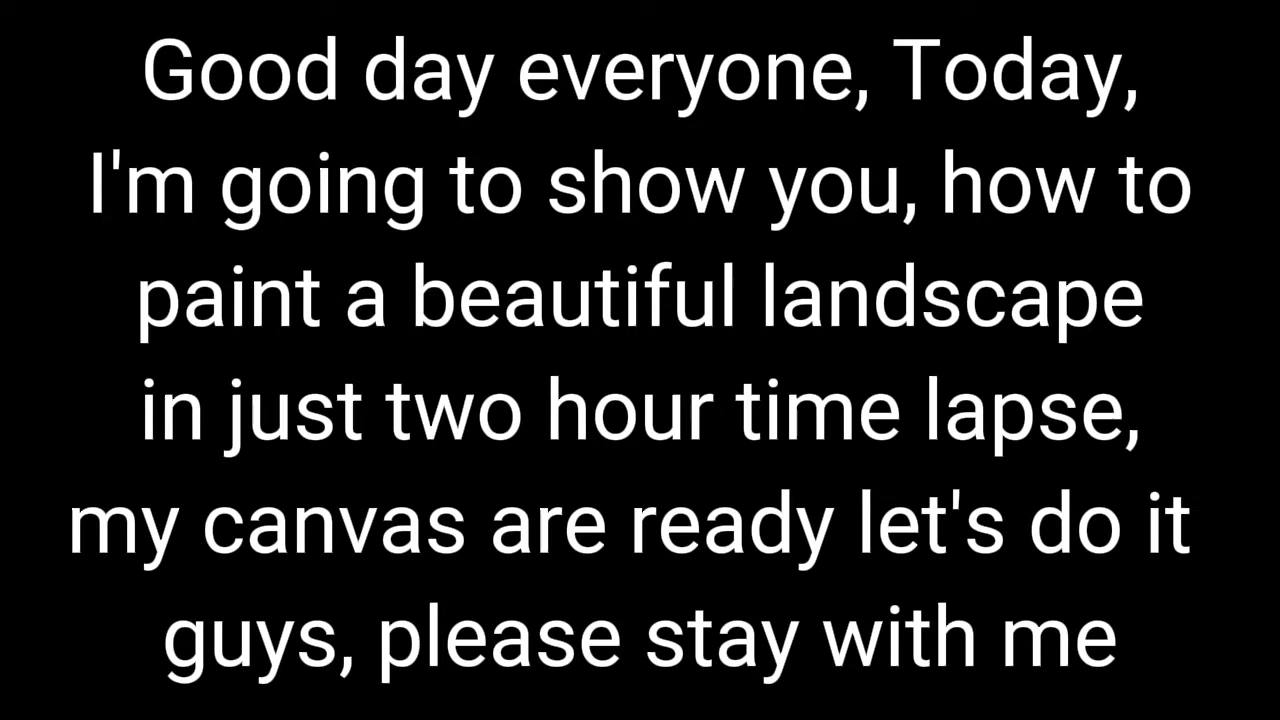 Good day everyone, Today,
I'm going to show you, how to
paint a beautiful landscape
in just two hour time lapse,
my canvas are ready let's do it
guys, please stay with me